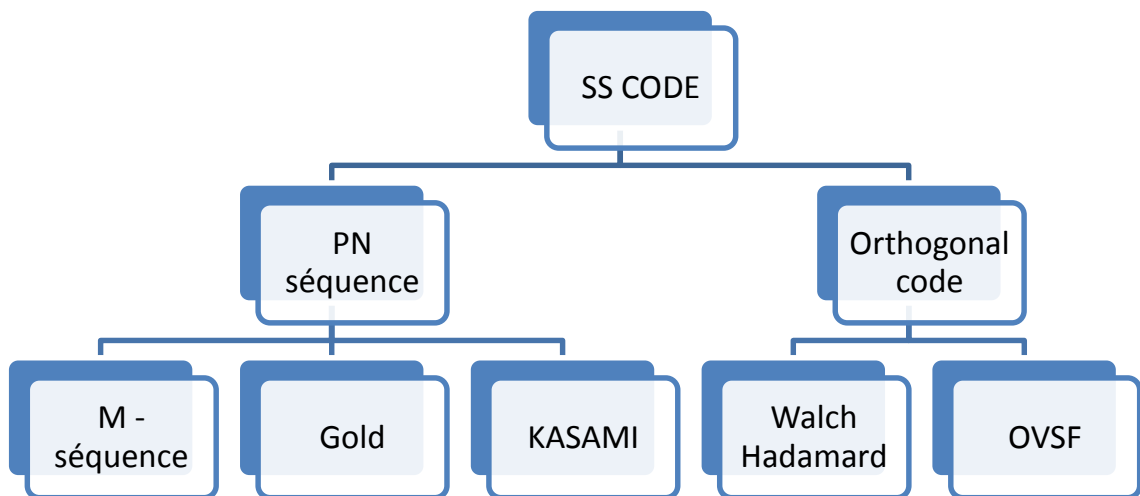 SS CODE
PN
séquence
Orthogonal
code
M -
séquence
Gold
KASAMI
Walch
Hadamard
OVSF